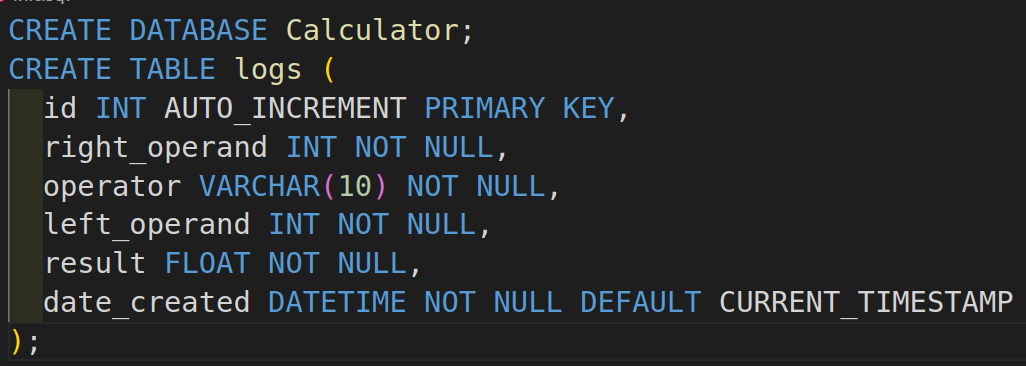 CREATE DATABASE Calculator;
CREATE TABLE logs (
  id INT AUTO_INCREMENT PRIMARY KEY,
  right_operand INT NOT NULL,
  operator VARCHAR(10) NOT NULL,
  left_operand INT NOT NULL,
  result FLOAT NOT NULL,
  date_created DATETIME NOT NULL DEFAULT CURRENT_TIMESTAMP
);